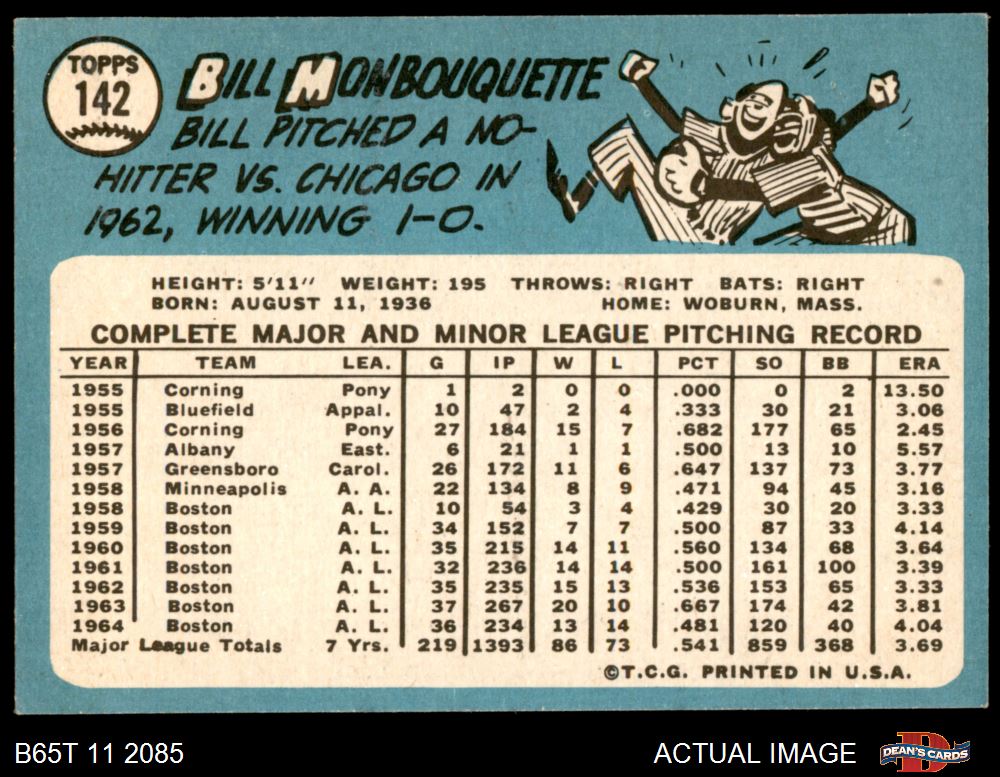 TOPPS
142
BILL MONBOUQUETTE
BILL PITCHED A NO-
HITTER VS. CHICAGO IN
1962, WINNING 1-0.
HEIGHT: 5'11" WEIGHT: 195 THROWS: RIGHT BATS: RIGHT
BORN: AUGUST 11, 1936 HOME: WOBURN, MASS.
COMPLETE MAJOR AND MINOR LEAGUE PITCHING RECORD
YEAR TEAM LEA. G IP W L PCT SO BB ERA
1955 Corning Pony 1 2 0 0 .000 0 2 13.50
1955 Bluefield Appal. 10 47 2 4 .333 30 21 3.06
1956 Corning Pony 27 184 15 7 .682 177 65 2.45
1957 Albany East. 6 21 1 1 .500 13 10 5.57
1957 Greensboro Carol. 26 172 11 6 .647 137 73 3.77
1958 Minneapolis A. A. 22 134 8 9 .471 94 45 3.16
1958 Boston A. L. 10 54 3 4 .429 30 20 3.33
1959 Boston A. L. 34 152 7 7 .500 87 33 4.14
1960 Boston A. L. 35 215 14 11 .560 134 68 3.64
1961 Boston A. L. 32 236 14 14 .500 161 100 3.39
1962 Boston A. L. 35 235 15 13 .536 153 65 3.33
1963 Boston A. L. 37 267 20 10 .667 174 42 3.81
1964 Boston A. L. 36 234 13 14 .481 120 40 4.04
Major League Totals 7 Yrs. 219 1393 86 73 .541 859 368 3.69
©T.C.G. PRINTED IN U.S.A.
B65T 11 2085 ACTUAL IMAGE
DEAN'S CARDS